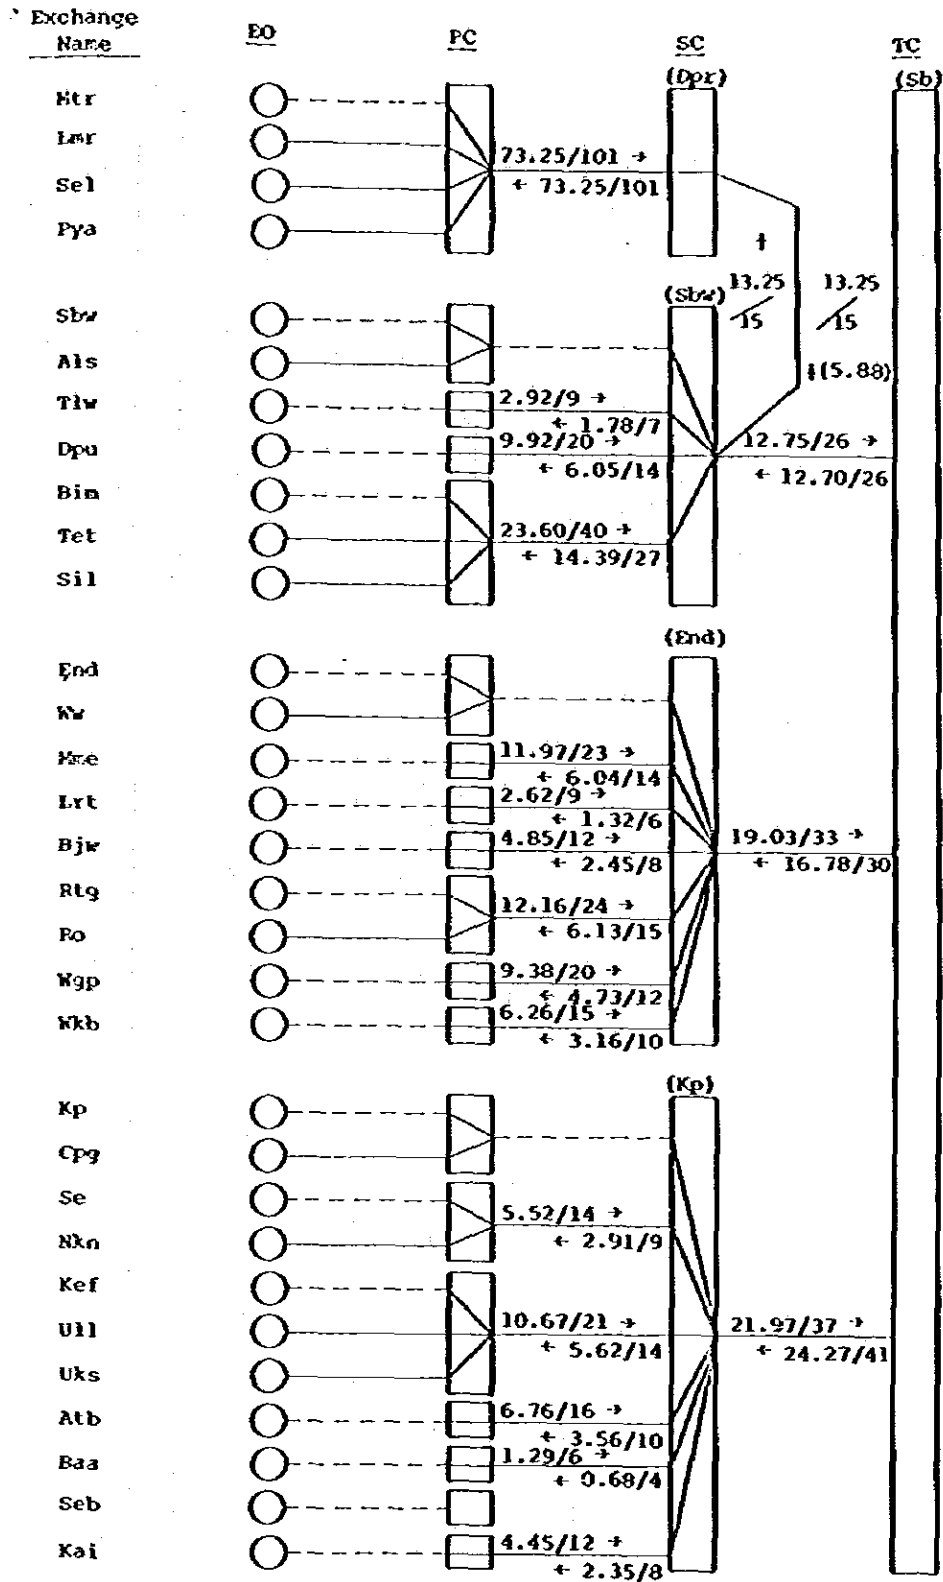 Exchange
Name
EO
PC
SC
TC
(Dpr)
(Sb)
Mtr
Lmr
73.25/101 →
Sel
← 73.25/101
Pya
13.25
13.25
15
15
(Sbw)
Sbw
Als
(5.88)
Tlw
2.92/9 →
← 1.78/7
Dpu
9.92/20 →
← 6.05/14
12.75/26 →
← 12.70/26
Bim
Tet
23.60/40 →
← 14.39/27
Sil
(End)
End
Ww
Mme
11.97/23 →
← 6.04/14
Lrt
2.62/9 →
← 1.32/6
Bjw
4.85/12 →
← 2.45/8
19.03/33 →
← 16.78/30
Rtg
12.16/24 →
Ro
← 6.13/15
Wgp
9.38/20 →
← 4.73/12
Wkb
6.26/15 →
← 3.16/10
(Kp)
Kp
Cpg
Se
5.52/14 →
Nkn
← 2.91/9
Kef
Ull
10.67/21 →
← 5.62/14
21.97/37 →
← 24.27/41
Uks
Atb
6.76/16 →
← 3.56/10
Baa
1.29/6 →
← 0.68/4
Seb
Kai
4.45/12 →
← 2.35/8